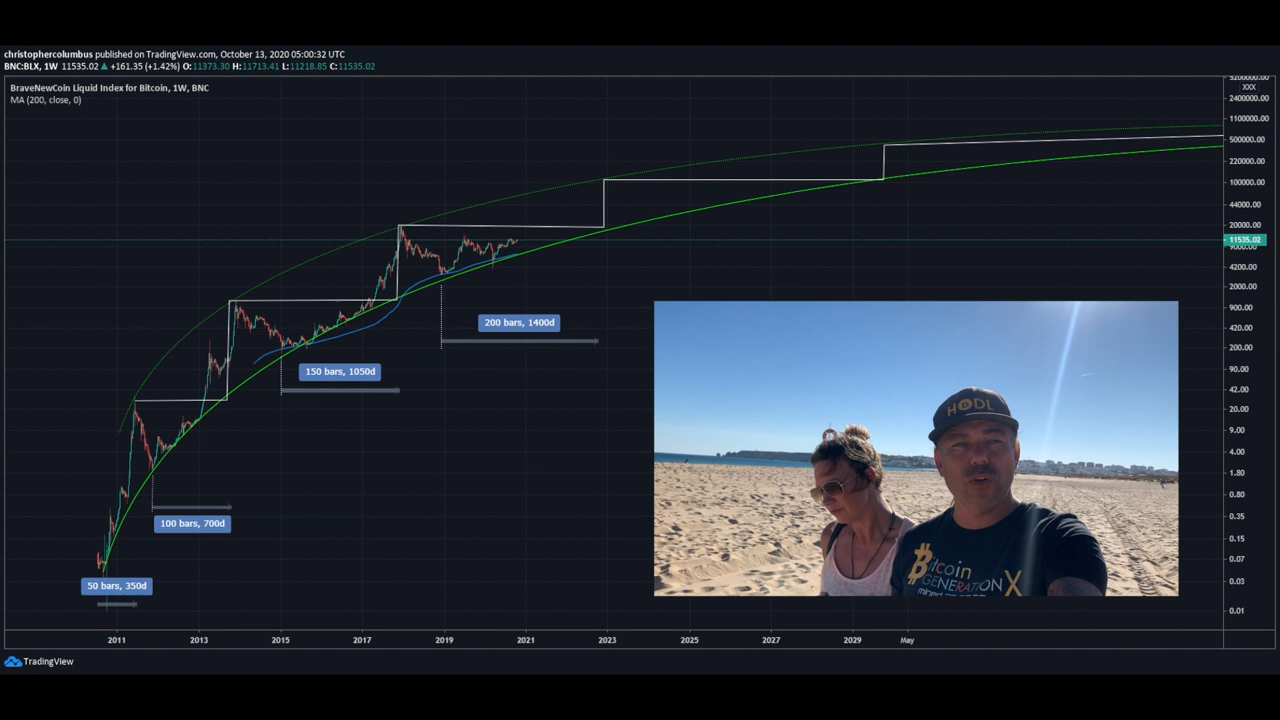 christophercolumbus published on TradingView.com, October 13, 2020 05:00:32 UTC
BNC:BLX, 1W 11535.02 ▲ +161.35 (+1.42%) O:11373.30 H:11713.41 L:11218.85 C:11535.02
BraveNewCoin Liquid Index for Bitcoin, 1W, BNC
MA (200, close, 0)
5200000.00
XXX
2400000.00
1100000.00
500000.00
220000.00
100000.00
44000.00
20000.00
11535.02
9000.00
4200.00
2000.00
900.00
420.00
200.00
90.00
42.00
20.00
9.00
4.00
1.80
0.80
0.35
0.15
0.07
0.03
0.01
200 bars, 1400d
150 bars, 1050d
100 bars, 700d
50 bars, 350d
HODL
Bitcoin
GENERATION X
2011 2013 2015 2017 2019 2021 2023 2025 2027 2029 May
TradingView